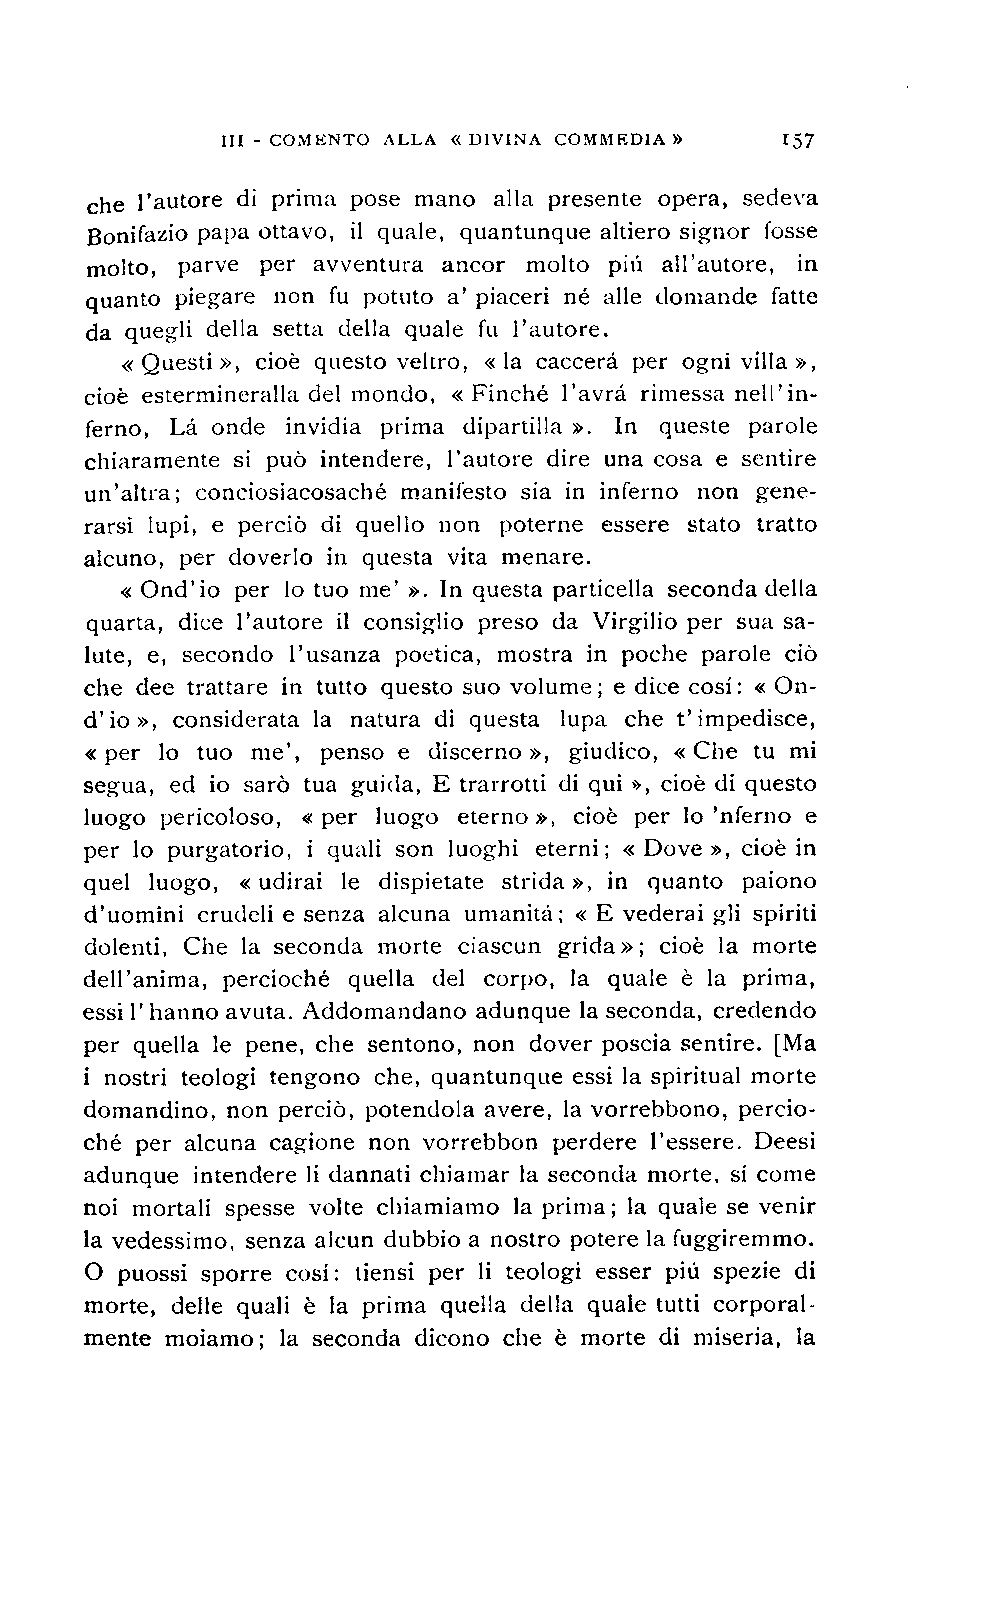 III - COMENTO ALLA « DIVINA COMMEDIA » 157
che l'autore di prima pose mano alla presente opera, sedeva
Bonifazio papa ottavo, il quale, quantunque altiero signor fosse
molto, parve per avventura ancor molto piú all'autore, in
quanto piegare non fu potuto a' piaceri né alle domande fatte
da quegli della setta della quale fu l'autore.
« Questi », cioè questo veltro, « la caccerá per ogni villa »,
cioè estermineralla del mondo, « Finché l'avrá rimessa nell'in-
ferno, Lá onde invidia prima dipartilla ». In queste parole
chiaramente si può intendere, l'autore dire una cosa e sentire
un'altra; conciosiacosaché manifesto sia in inferno non gene-
rarsi lupi, e perciò di quello non poterne essere stato tratto
alcuno, per doverlo in questa vita menare.
« Ond'io per lo tuo me' ». In questa particella seconda della
quarta, dice l'autore il consiglio preso da Virgilio per sua sa-
lute, e, secondo l'usanza poetica, mostra in poche parole ciò
che dee trattare in tutto questo suo volume; e dice cosí: « On-
d'io », considerata la natura di questa lupa che t'impedisce,
« per lo tuo me', penso e discerno », giudico, « Che tu mi
segua, ed io sarò tua guida, E trarrotti di qui », cioè di questo
luogo pericoloso, « per luogo eterno », cioè per lo 'nferno e
per lo purgatorio, i quali son luoghi eterni; « Dove », cioè in
quel luogo, « udirai le dispietate strida », in quanto paiono
d'uomini crudeli e senza alcuna umanitá; « E vederai gli spiriti
dolenti, Che la seconda morte ciascun grida »; cioè la morte
dell'anima, percioché quella del corpo, la quale è la prima,
essi l'hanno avuta. Addomandano adunque la seconda, credendo
per quella le pene, che sentono, non dover poscia sentire. [Ma
i nostri teologi tengono che, quantunque essi la spiritual morte
domandino, non perciò, potendola avere, la vorrebbono, percio-
ché per alcuna cagione non vorrebbon perdere l'essere. Deesi
adunque intendere li dannati chiamar la seconda morte, sí come
noi mortali spesse volte chiamiamo la prima; la quale se venir
la vedessimo, senza alcun dubbio a nostro potere la fuggiremmo.
O puossi sporre cosí: tiensi per li teologi esser piú spezie di
morte, delle quali è la prima quella della quale tutti corporal-
mente moiamo; la seconda dicono che è morte di miseria, la